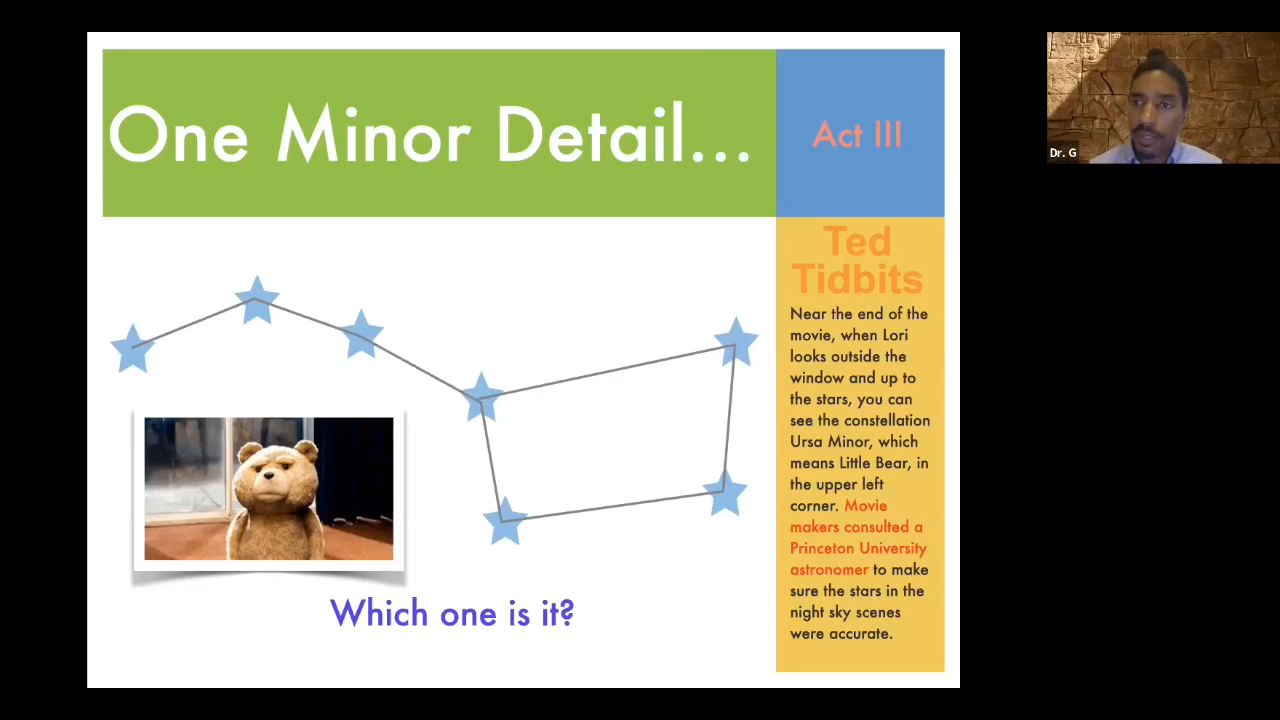 One Minor Detail...
Act III
Ted
Tidbits
Near the end of the
movie, when Lori
looks outside the
window and up to
the stars, you can
see the constellation
Ursa Minor, which
means Little Bear, in
the upper left
corner. Movie
makers consulted a
Princeton University
astronomer to make
sure the stars in the
night sky scenes
were accurate.
Which one is it?
Dr. G